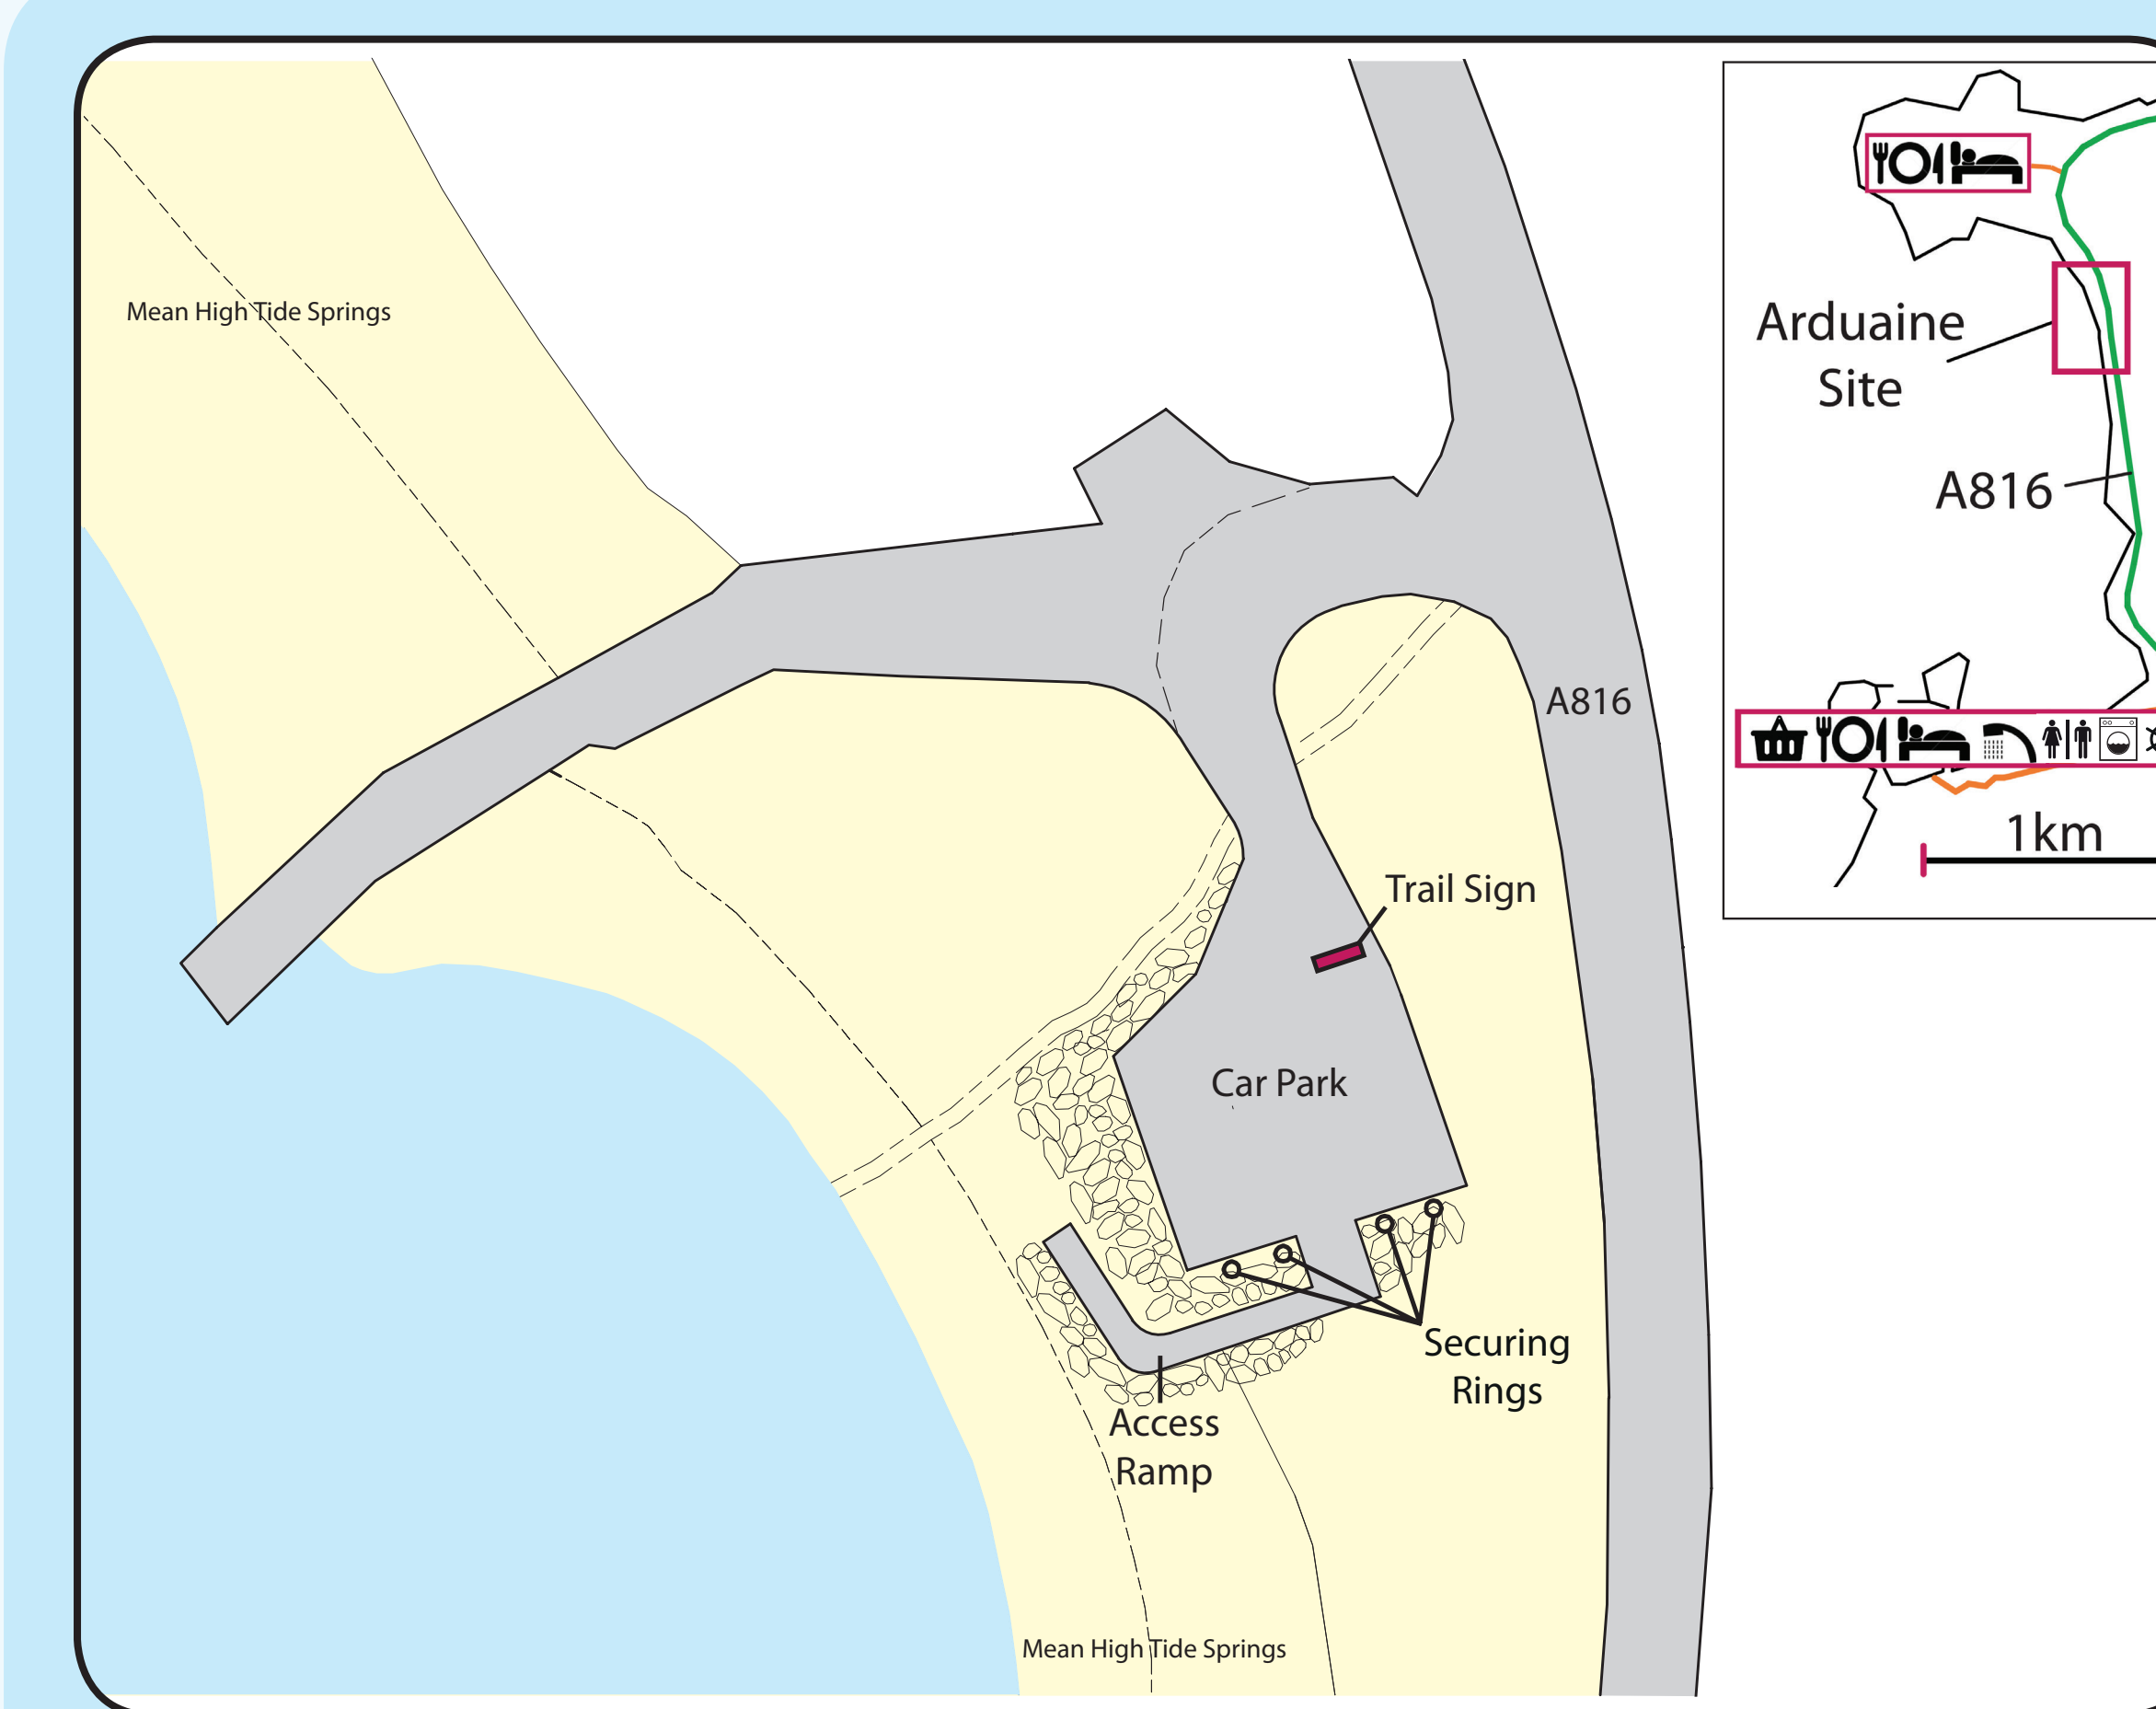 Mean High Tide Springs
Arduaine
Site
A816
A816
1km
Trail Sign
Car Park
Securing
Rings
Access
Ramp
Mean High Tide Springs